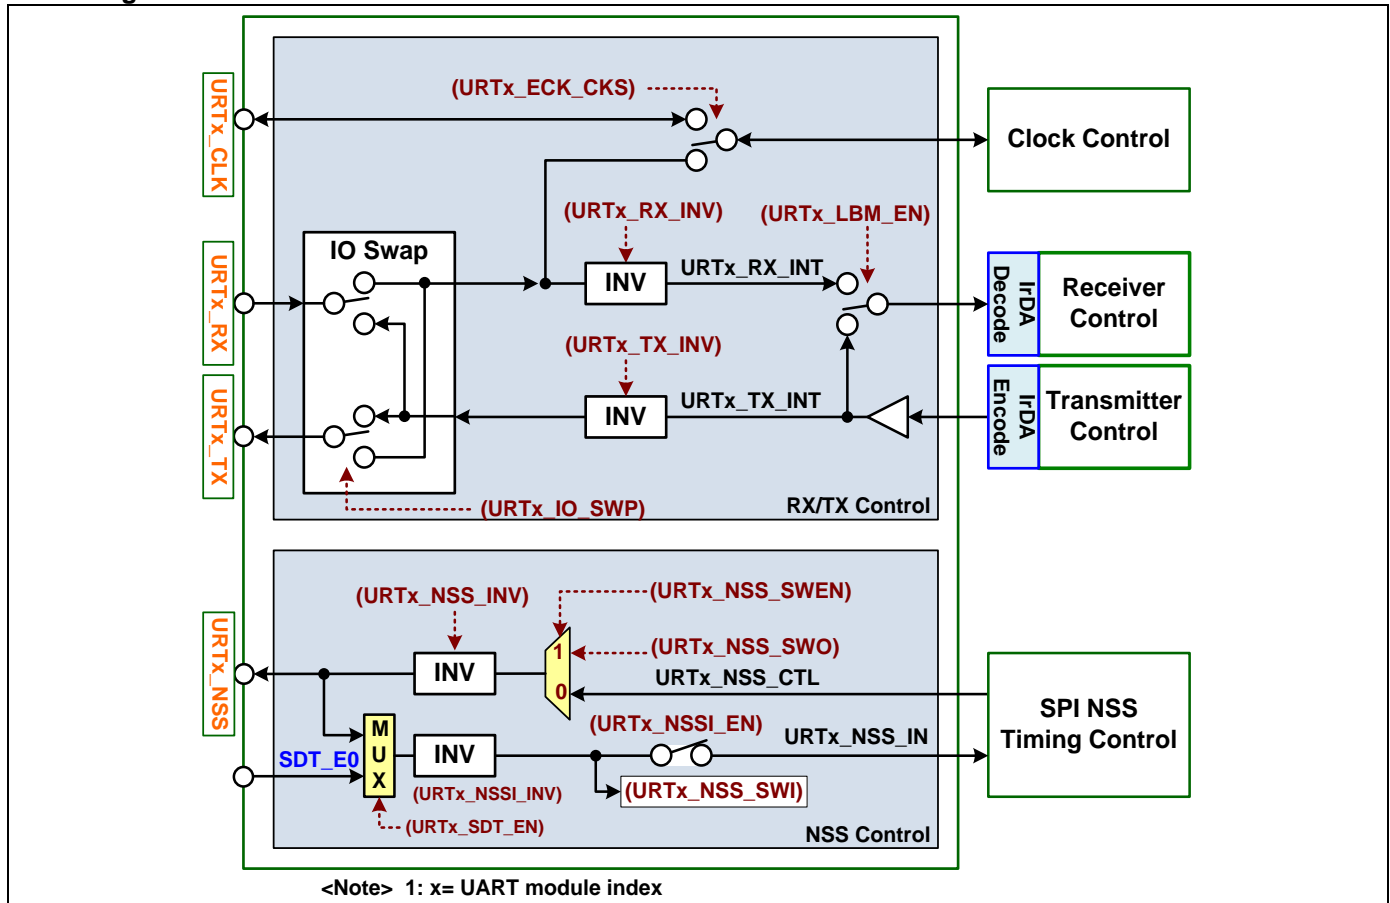 URTx_CLK
(URTx_ECK_CKS)
Clock Control
(URTx_RX_INV)
(URTx_LBM_EN)
IO Swap
URTx_RX
INV
URTx_RX_INT
IrDA
Decode
Receiver
Control
(URTx_TX_INV)
URTx_TX
INV
URTx_TX_INT
IrDA
Encode
Transmitter
Control
(URTx_IO_SWP)
RX/TX Control
(URTx_NSS_INV)
(URTx_NSS_SWEN)
URTx_NSS
INV
1
0
(URTx_NSS_SWO)
URTx_NSS_CTL
SPI NSS
Timing Control
(URTx_NSSI_EN)
URTx_NSS_IN
SDT_E0
MUX
INV
(URTx_NSSI_INV)
(URTx_NSS_SWI)
(URTx_SDT_EN)
NSS Control
<Note> 1: x= UART module index